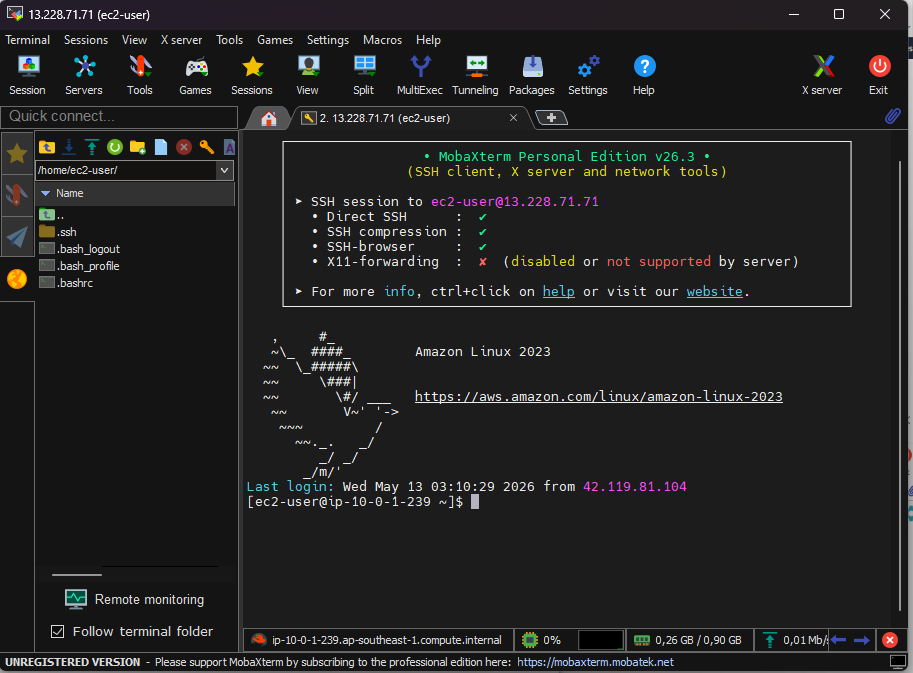 13.228.71.71 (ec2-user)
Terminal Sessions View X server Tools Games Settings Macros Help
Session Servers Tools Games Sessions View Split MultiExec Tunneling Packages Settings Help X server Exit
Quick connect...
2. 13.228.71.71 (ec2-user)
/home/ec2-user/
Name
..
.ssh
.bash_logout
.bash_profile
.bashrc
• MobaXterm Personal Edition v26.3 •
(SSH client, X server and network tools)
➤ SSH session to ec2-user@13.228.71.71
• Direct SSH : ✔
• SSH compression : ✔
• SSH-browser : ✔
• X11-forwarding : ✘ (disabled or not supported by server)
➤ For more info, ctrl+click on help or visit our website.
   ,     #_
   ~\_  ####_        Amazon Linux 2023
  ~~  \_#####\
  ~~     \###|
  ~~       \#/ ___   https://aws.amazon.com/linux/amazon-linux-2023
   ~~       V~' '->
    ~~~         /
      ~~._.   _/
         _/ _/
       _/m/'
Last login: Wed May 13 03:10:29 2026 from 42.119.81.104
[ec2-user@ip-10-0-1-239 ~]$
Remote monitoring
Follow terminal folder
ip-10-0-1-239.ap-southeast-1.compute.internal 0% 0,26 GB / 0,90 GB 0,01 Mb/s
UNREGISTERED VERSION - Please support MobaXterm by subscribing to the professional edition here: https://mobaxterm.mobatek.net